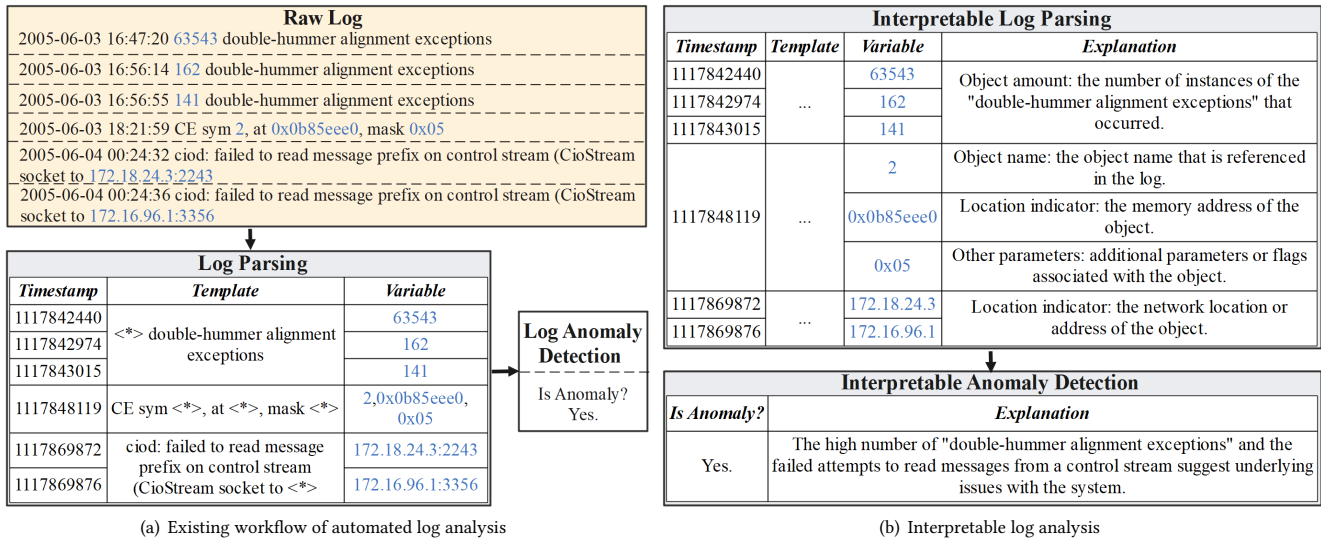 Raw Log
2005-06-03 16:47:20 63543 double-hummer alignment exceptions
2005-06-03 16:56:14 162 double-hummer alignment exceptions
2005-06-03 16:56:55 141 double-hummer alignment exceptions
2005-06-03 18:21:59 CE sym 2, at 0x0b85eee0, mask 0x05
2005-06-04 00:24:32 ciod: failed to read message prefix on control stream (CioStream
socket to 172.18.24.3:2243
2005-06-04 00:24:36 ciod: failed to read message prefix on control stream (CioStream
socket to 172.16.96.1:3356
Log Parsing
Timestamp Template Variable
1117842440 63543
<*> double-hummer alignment
1117842974 162
exceptions
1117843015 141
1117848119 CE sym <*>, at <*>, mask <*> 2,0x0b85eee0,
0x05
1117869872 ciod: failed to read message 172.18.24.3:2243
prefix on control stream
1117869876 (CioStream socket to <*> 172.16.96.1:3356
Log Anomaly
Detection
Is Anomaly?
Yes.
(a) Existing workflow of automated log analysis
Interpretable Log Parsing
Timestamp Template Variable Explanation
1117842440 63543 Object amount: the number of instances of the
1117842974 ... 162 "double-hummer alignment exceptions" that
1117843015 141 occurred.
1117848119 ... 2 Object name: the object name that is referenced
in the log.
0x0b85eee0 Location indicator: the memory address of the
object.
0x05 Other parameters: additional parameters or flags
associated with the object.
1117869872 ... 172.18.24.3 Location indicator: the network location or
1117869876 172.16.96.1 address of the object.
Interpretable Anomaly Detection
Is Anomaly? Explanation
The high number of "double-hummer alignment exceptions" and the
Yes. failed attempts to read messages from a control stream suggest underlying
issues with the system.
(b) Interpretable log analysis